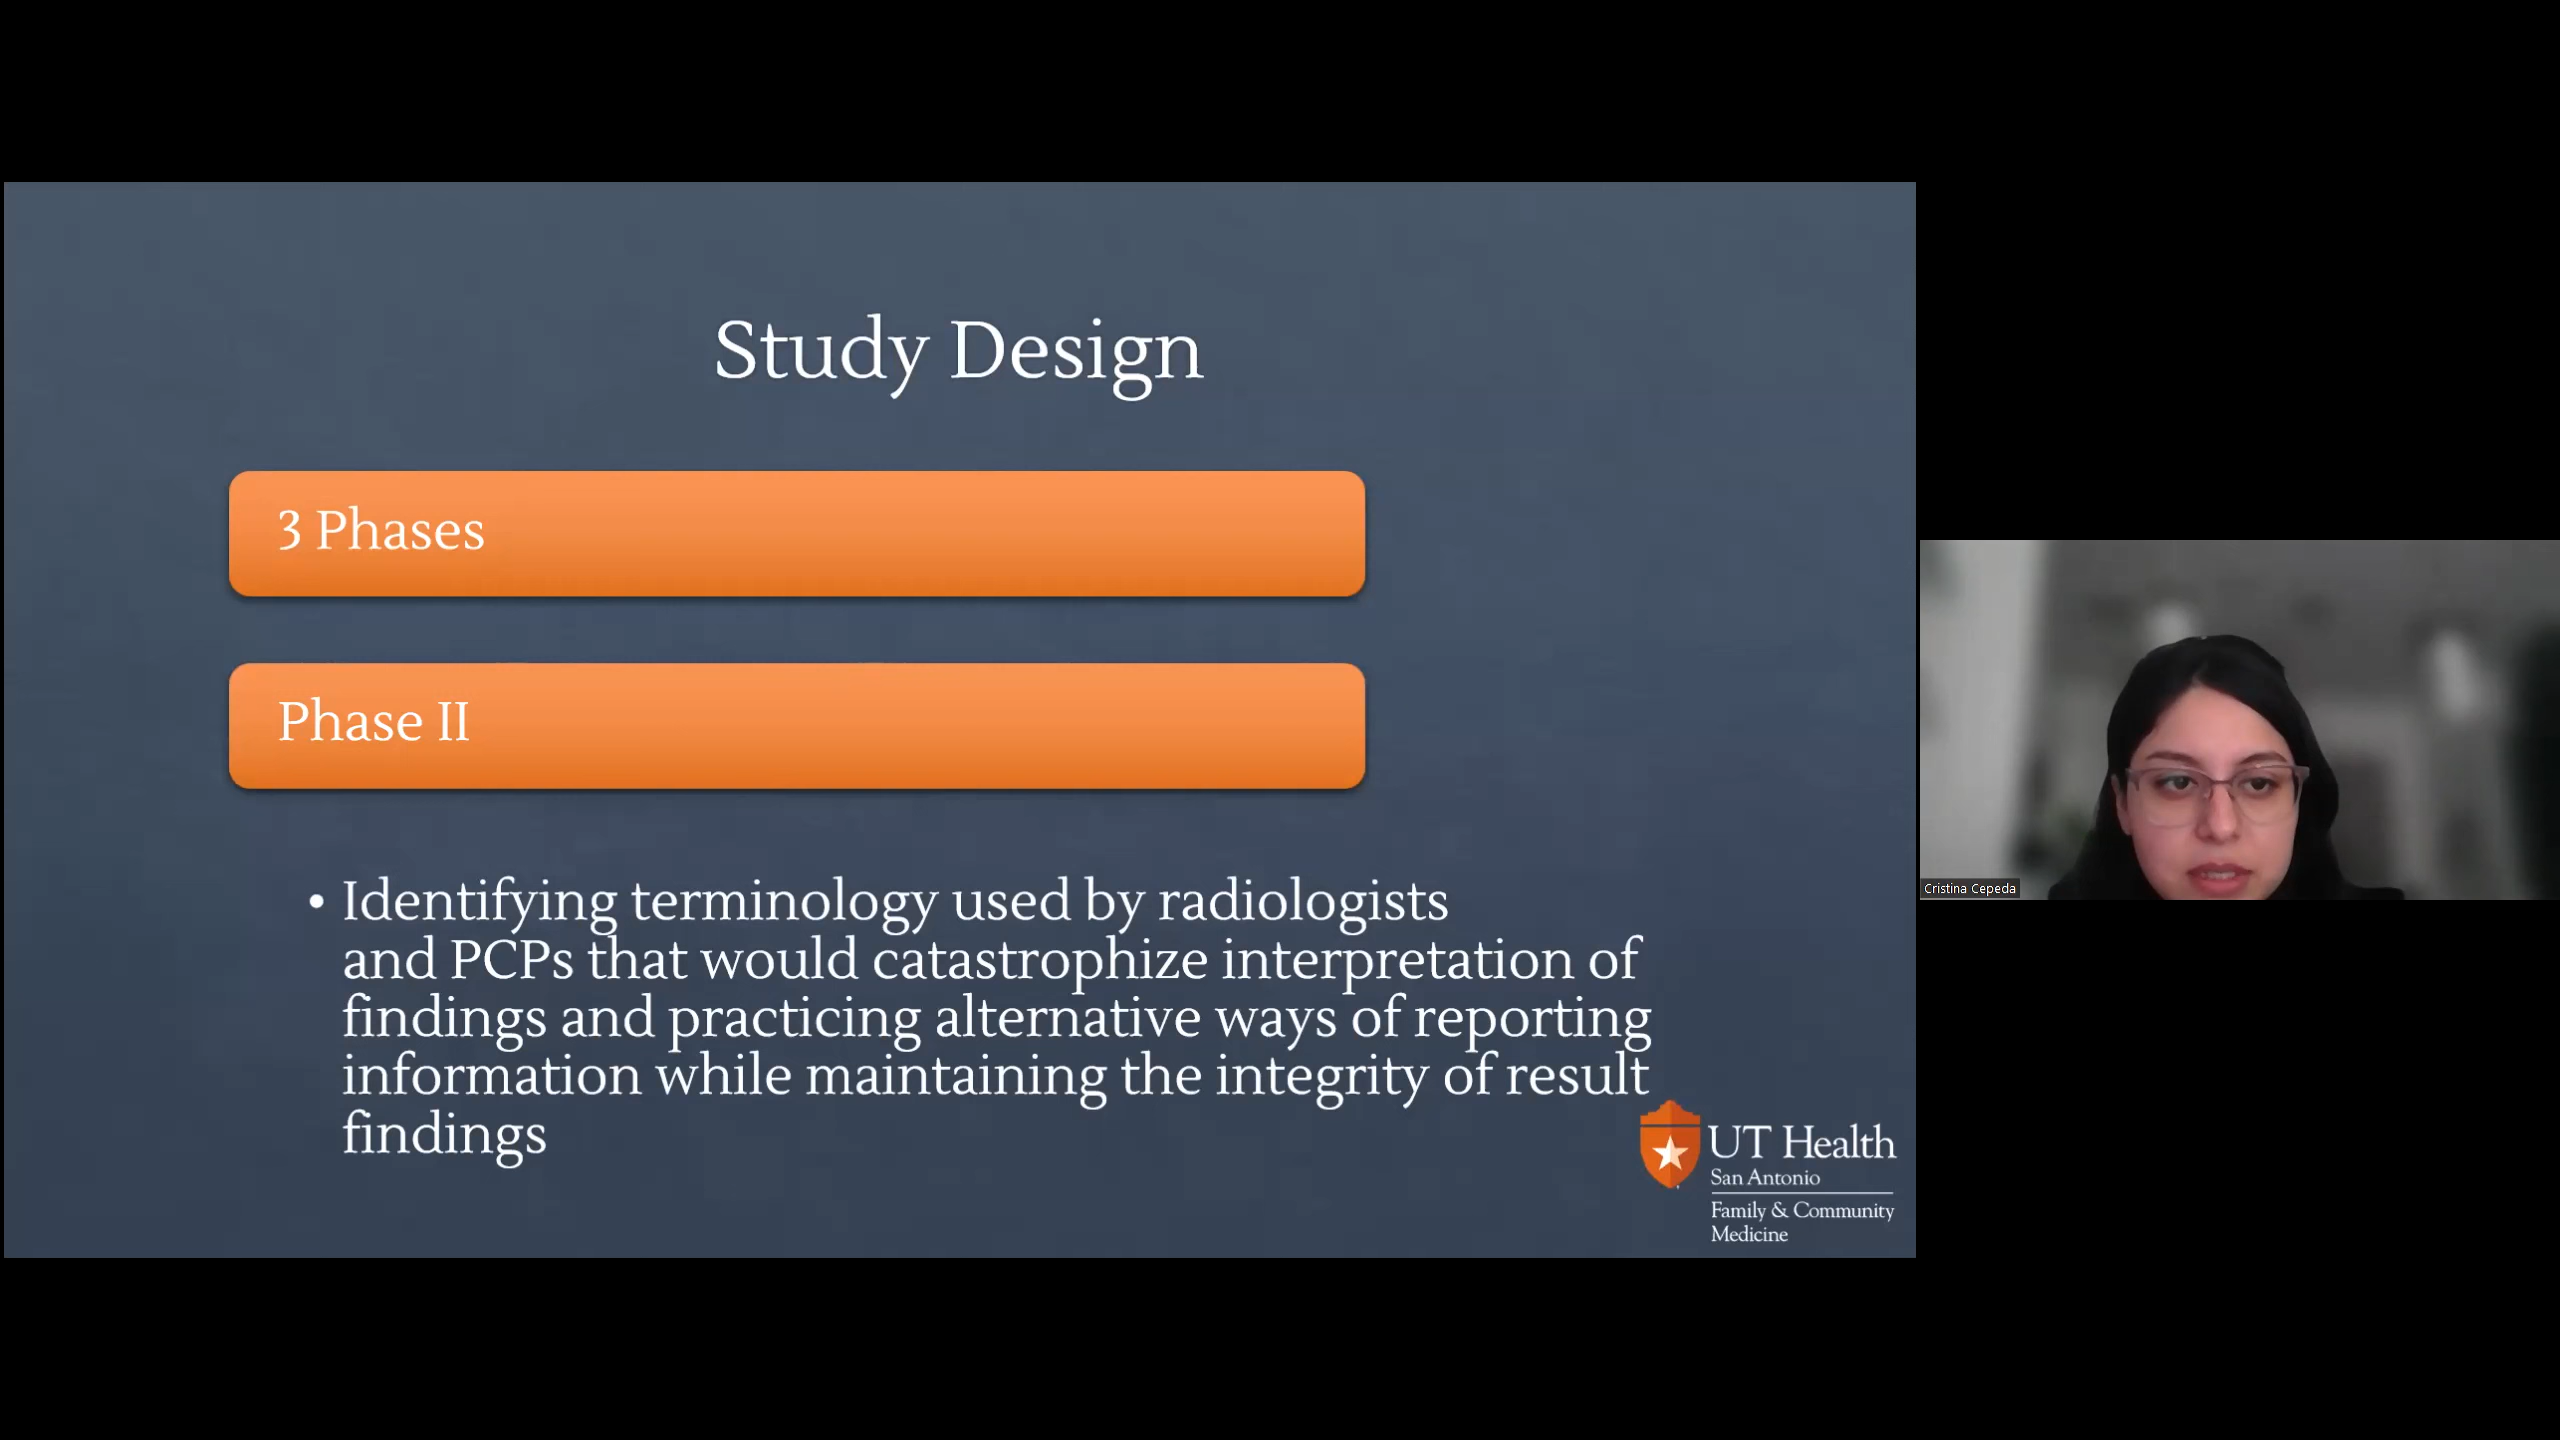 Study Design
3 Phases
Phase II
• Identifying terminology used by radiologists
and PCPs that would catastrophize interpretation of
findings and practicing alternative ways of reporting
information while maintaining the integrity of result
findings
UT Health
San Antonio
Family & Community
Medicine
Cristina Cepeda